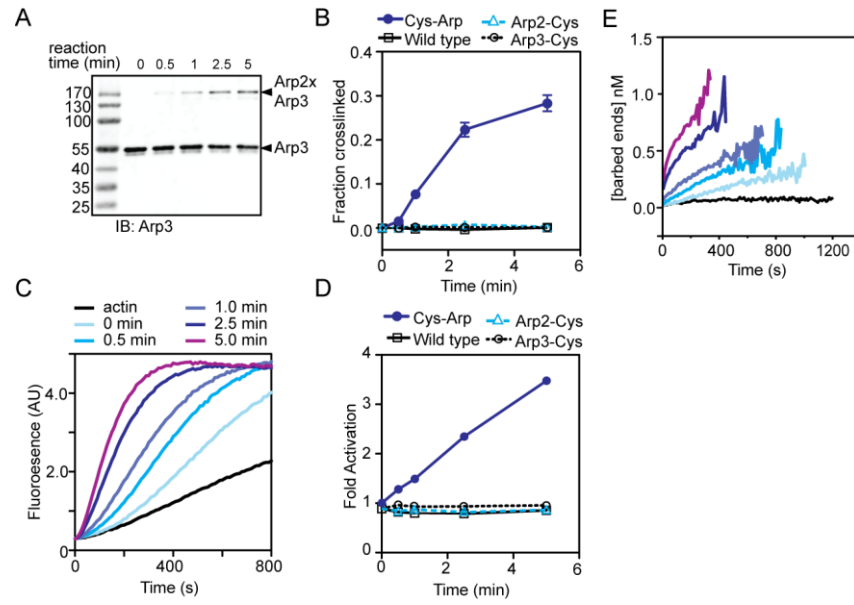 A
reaction
time (min) 0 0.5 1 2.5 5
170
130
100
55
40
35
25
Arp2x
Arp3
Arp3
IB: Arp3
B
Cys-Arp Arp2-Cys
Wild type Arp3-Cys
Fraction crosslinked
0.4
0.3
0.2
0.1
0.0
0 2 4 6
Time (min)
E
[barbed ends] nM
1.5
1.0
0.5
0.0
0 400 800 1200
Time (s)
C
actin 1.0 min
0 min 2.5 min
0.5 min 5.0 min
Fluoroesence (AU)
4.0
2.0
0
0 400 800
Time (s)
D
Cys-Arp Arp2-Cys
Wild type Arp3-Cys
Fold Activation
4
3
2
1
0
0 2 4 6
Time (min)